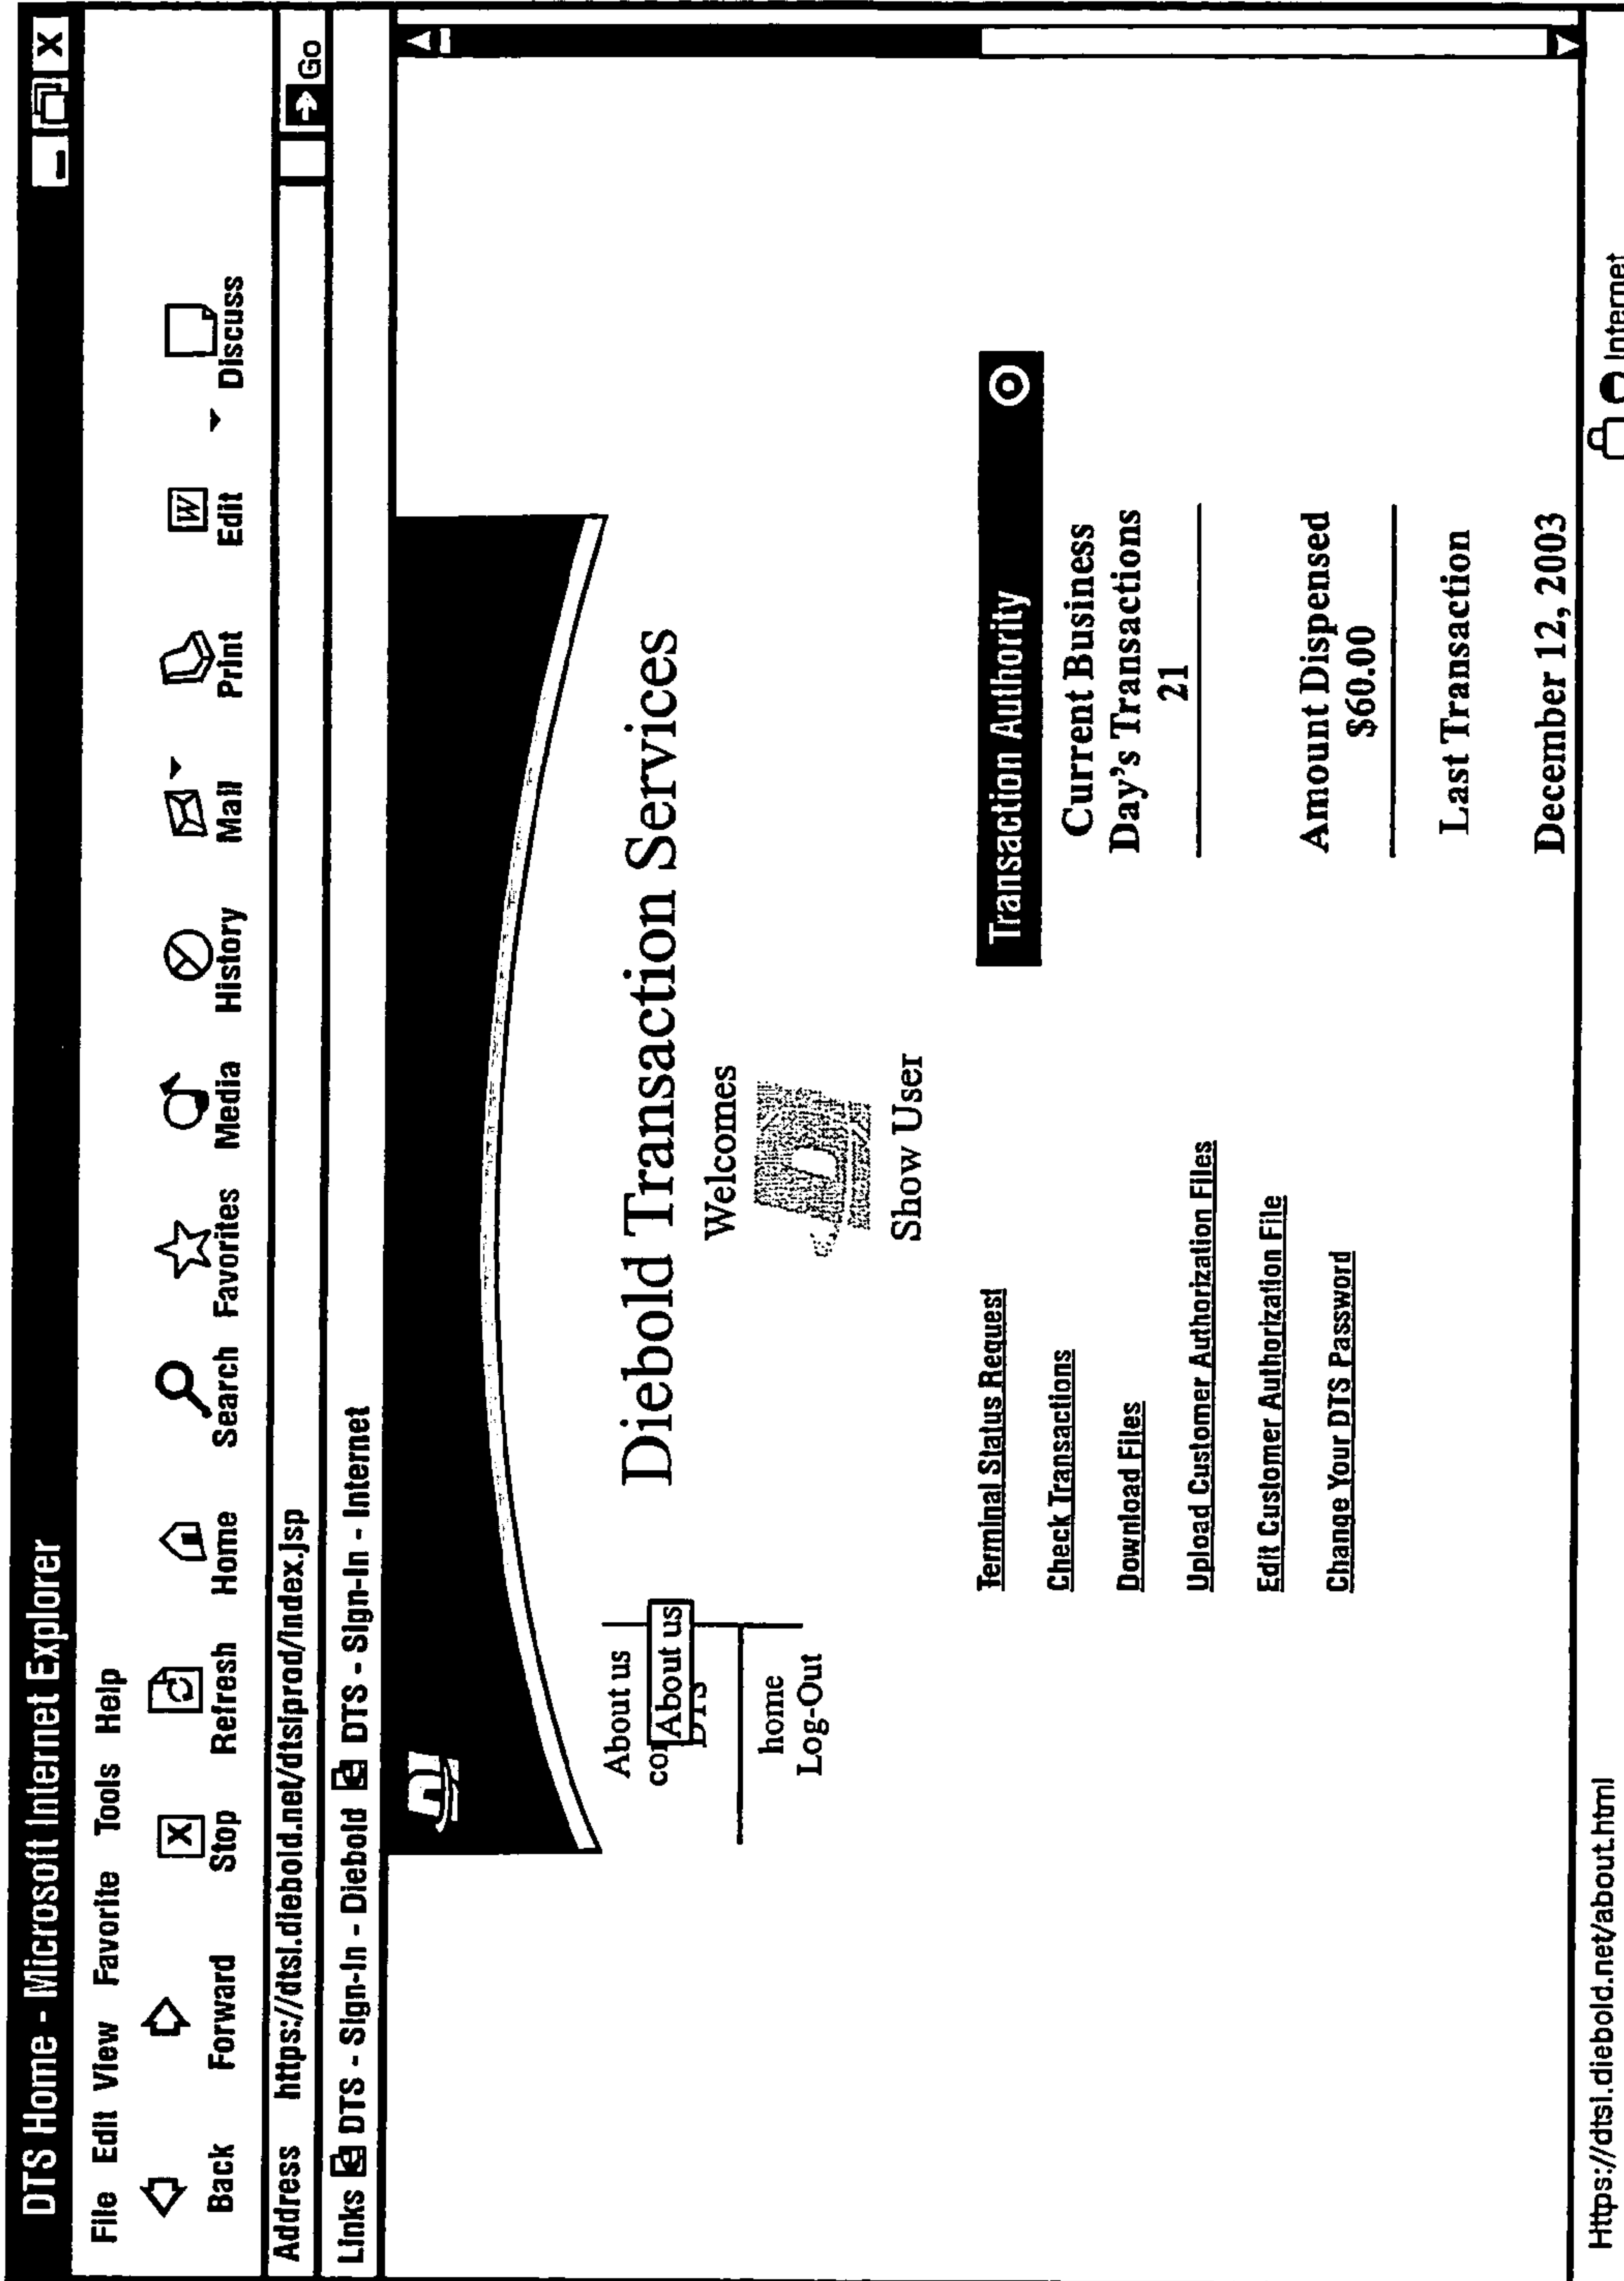 DTS Home - Microsoft Internet Explorer
File Edit View Favorite Tools Help
Back Forward Stop Refresh Home Search Favorites Media History Mail Print Edit Discuss
Address https://dtsi.diebold.net/dtsiprod/index.jsp Go
Links DTS - Sign-In - Diebold DTS - Sign-In - Internet
Diebold Transaction Services
About us
About us
DTS
home
Log-Out
Welcomes
Show User
Terminal Status Request
Check Transactions
Download Files
Upload Customer Authorization Files
Edit Customer Authorization File
Change Your DTS Password
Transaction Authority
Current Business
Day's Transactions
21
Amount Dispensed
$60.00
Last Transaction
December 12, 2003
Https://dtsi.diebold.net/about.html Internet